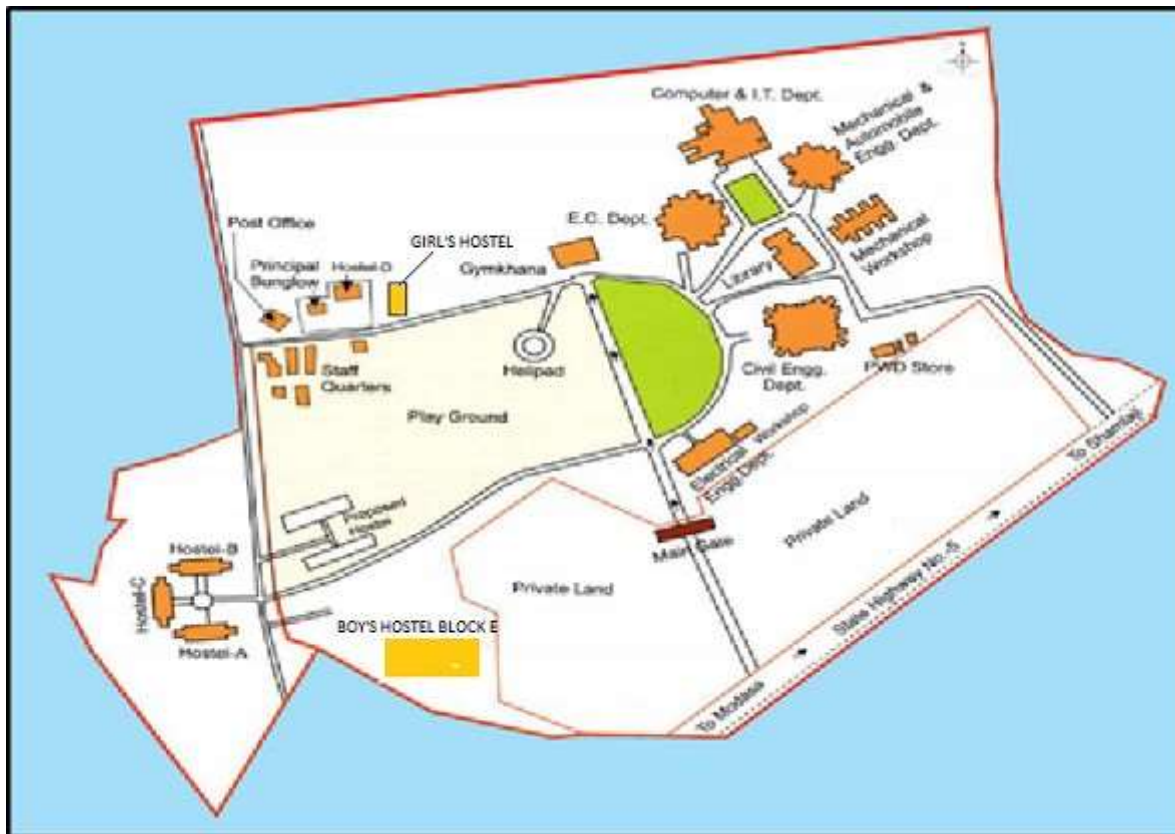 Computer & I.T. Dept.
Mechanical &
Automobile
Engg. Dept.
Post Office
GIRL'S HOSTEL
E.C. Dept.
Principal
Bunglow
Hostel-D
Gymkhana
Library
Mechanical
Workshop
Staff
Quarters
Helipad
Civil Engg.
Dept.
PWD Store
Play Ground
Electrical Workshop
Engg.Dept.
To Shamlaji
Proposed
Hostel
Main Gate
Private Land
Hostel-B
Hostel-C
Private Land
State Highway No.-5
Hostel-A
BOY'S HOSTEL BLOCK E
To Modasa